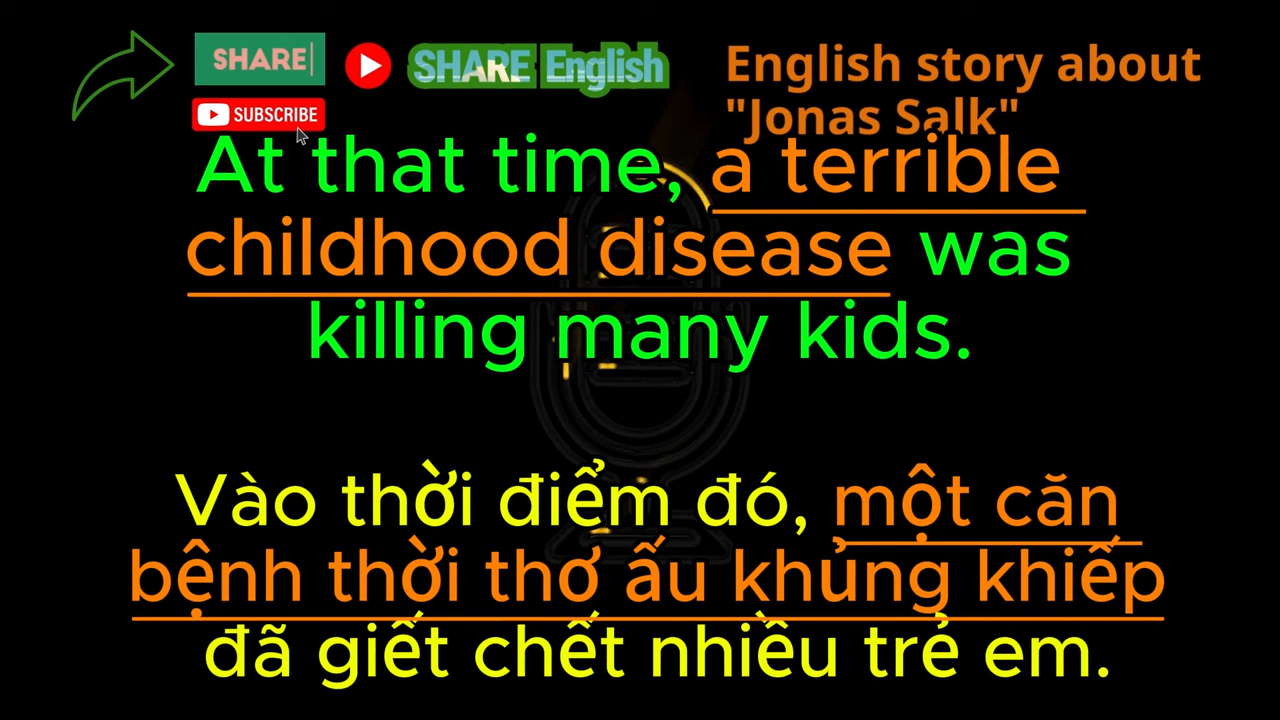 SHARE
SUBSCRIBE
SHARE English
English story about
"Jonas Salk"
At that time, a terrible
childhood disease was
killing many kids.
Vào thời điểm đó, một căn
bệnh thời thơ ấu khủng khiếp
đã giết chết nhiều trẻ em.